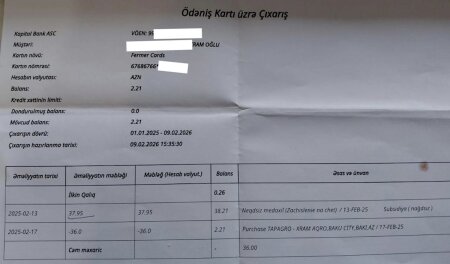 Ödəniş Kartı üzrə Çıxarış
Kapital Bank ASC VÖEN: 99
Müştəri: XRAM OĞLU
Kartın növü: Fermer Cards
Kartın nömrəsi: 67686766
Hesabın valyutası: AZN
Balans: 2.21
Kredit xəttinin limiti:
Dondurulmuş balans: 0.0
Mövcud balans: 2.21
Çıxarışın dövrü: 01.01.2025 - 09.02.2026
Çıxarışın hazırlanma tarixi: 09.02.2026 15:35:30
Əməliyyatın tarixi Əməliyyatın məbləği Məbləğ (Hesab valyut.) Balans Əsas və ünvan
İlkin Qalıq 0.26
2025-02-13 37.95 37.95 38.21 Nəqdsiz mədaxil (Zachislenie na chet) / 13-FEB-25 Subsidiya ( nağdsız )
2025-02-17 -36.0 -36.0 2.21 Purchase TAPAGRO - XRAM AQRO,BAKU CITY,BAKI,AZ / 17-FEB-25
Cəm məxaric 36.00